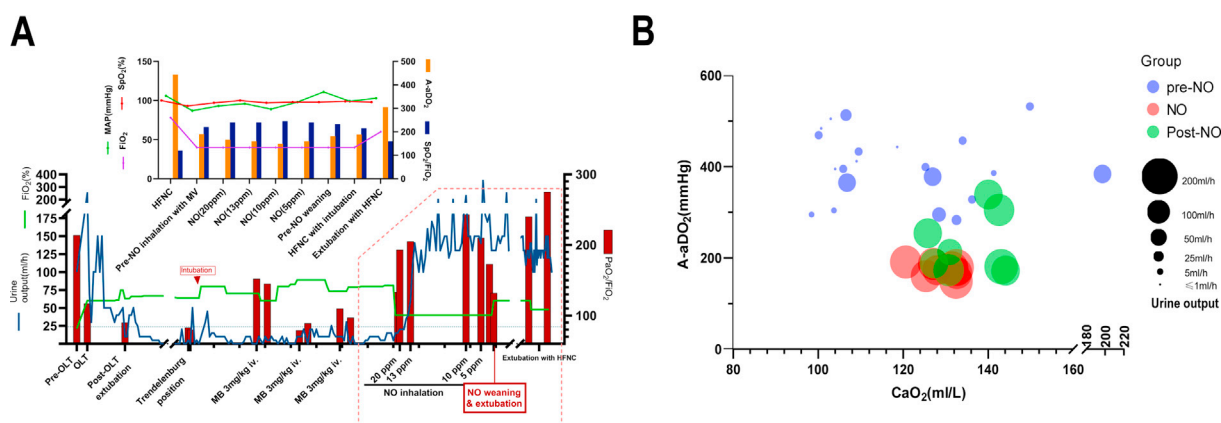 A
SpO2(%)
MAP(mmHg)
FiO2
150
100
50
0
500
400
300
200
100
0
A-aDO2
SpO2/FiO2
HFNC
Pre-NO inhalation with MV
NO(20ppm)
NO(13ppm)
NO(10ppm)
NO(5ppm)
Pre-weaning
HFNC with intubation
Extubation with HFNC
FiO2(%)
Urine
output(ml/h)
400
300
200
175
150
125
100
75
50
25
300
200
100
PaO2/FiO2
Intubation
Pre-OLT
OLT
Post-OLT
extubation
Trendelenburg
position
MB 3mg/kg iv.
MB 3mg/kg iv.
MB 3mg/kg iv.
20 ppm
13 ppm
10 ppm
5 ppm
NO inhalation
NO weaning
& extubation
Extubation with HFNC
B
A-aDO2(mmHg)
600
400
200
0
80
100
120
140
160
180
200
220
CaO2(ml/L)
Group
pre-NO
NO
Post-NO
200ml/h
100ml/h
50ml/h
25ml/h
5ml/h
≤1ml/h
Urine output